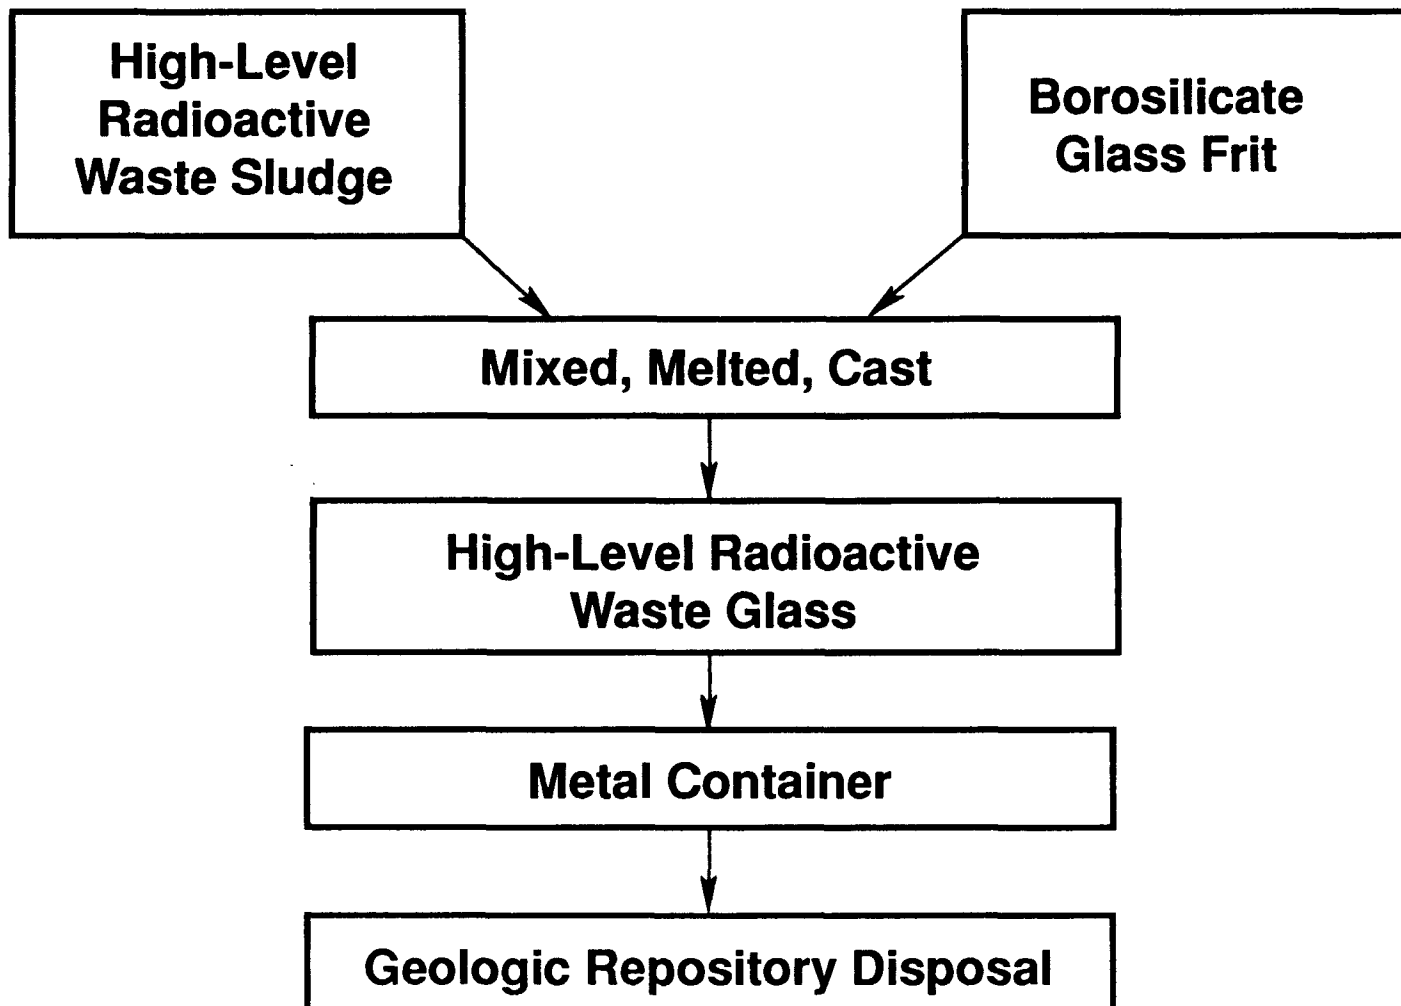 High-Level
Radioactive
Waste Sludge
Borosilicate
Glass Frit
Mixed, Melted, Cast
High-Level Radioactive
Waste Glass
Metal Container
Geologic Repository Disposal